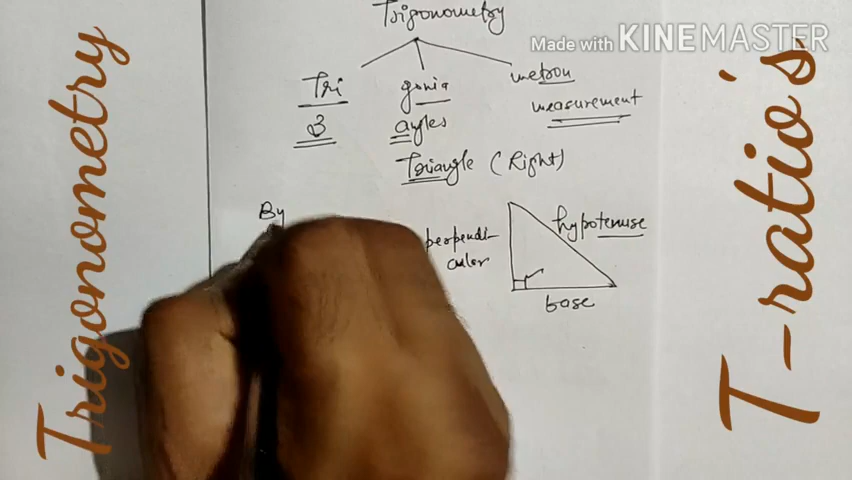 Trigonometry
Made with KINEMASTER
Tri gonia metron
3 angles measurement
Triangle (Right)
By
perpendi-
cular
hypotenuse
base
Trigonometry
T-ratio's